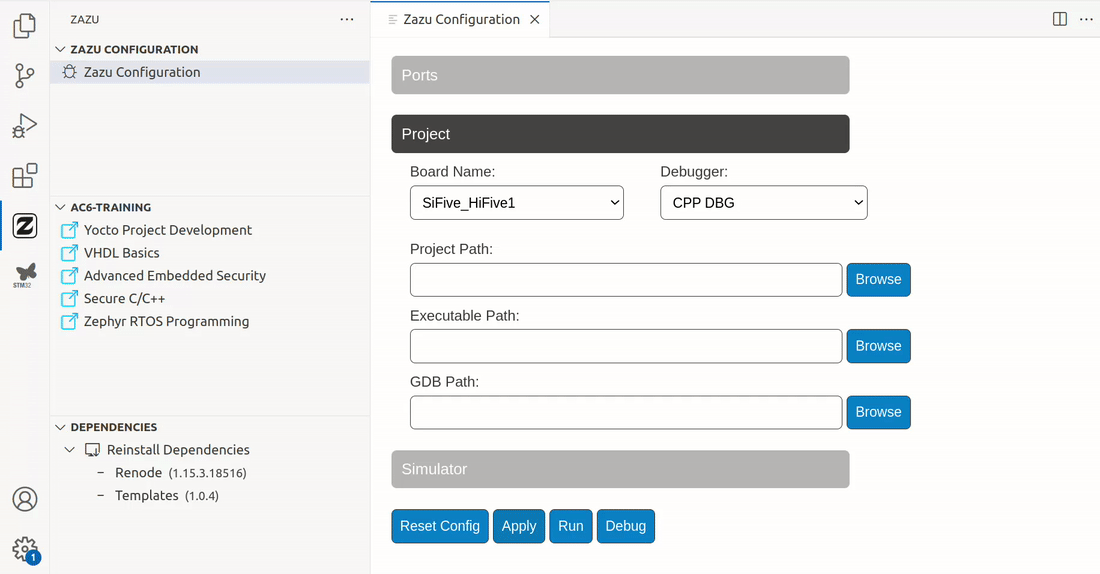 ZAZU
ZAZU CONFIGURATION
Zazu Configuration
AC6-TRAINING
Yocto Project Development
VHDL Basics
Advanced Embedded Security
Secure C/C++
Zephyr RTOS Programming
DEPENDENCIES
Reinstall Dependencies
Renode (1.15.3.18516)
Templates (1.0.4)
Z
STM32
1
Zazu Configuration
Ports
Project
Board Name: Debugger:
SiFive_HiFive1 CPP DBG
Project Path:
Browse
Executable Path:
Browse
GDB Path:
Browse
Simulator
Reset Config Apply Run Debug